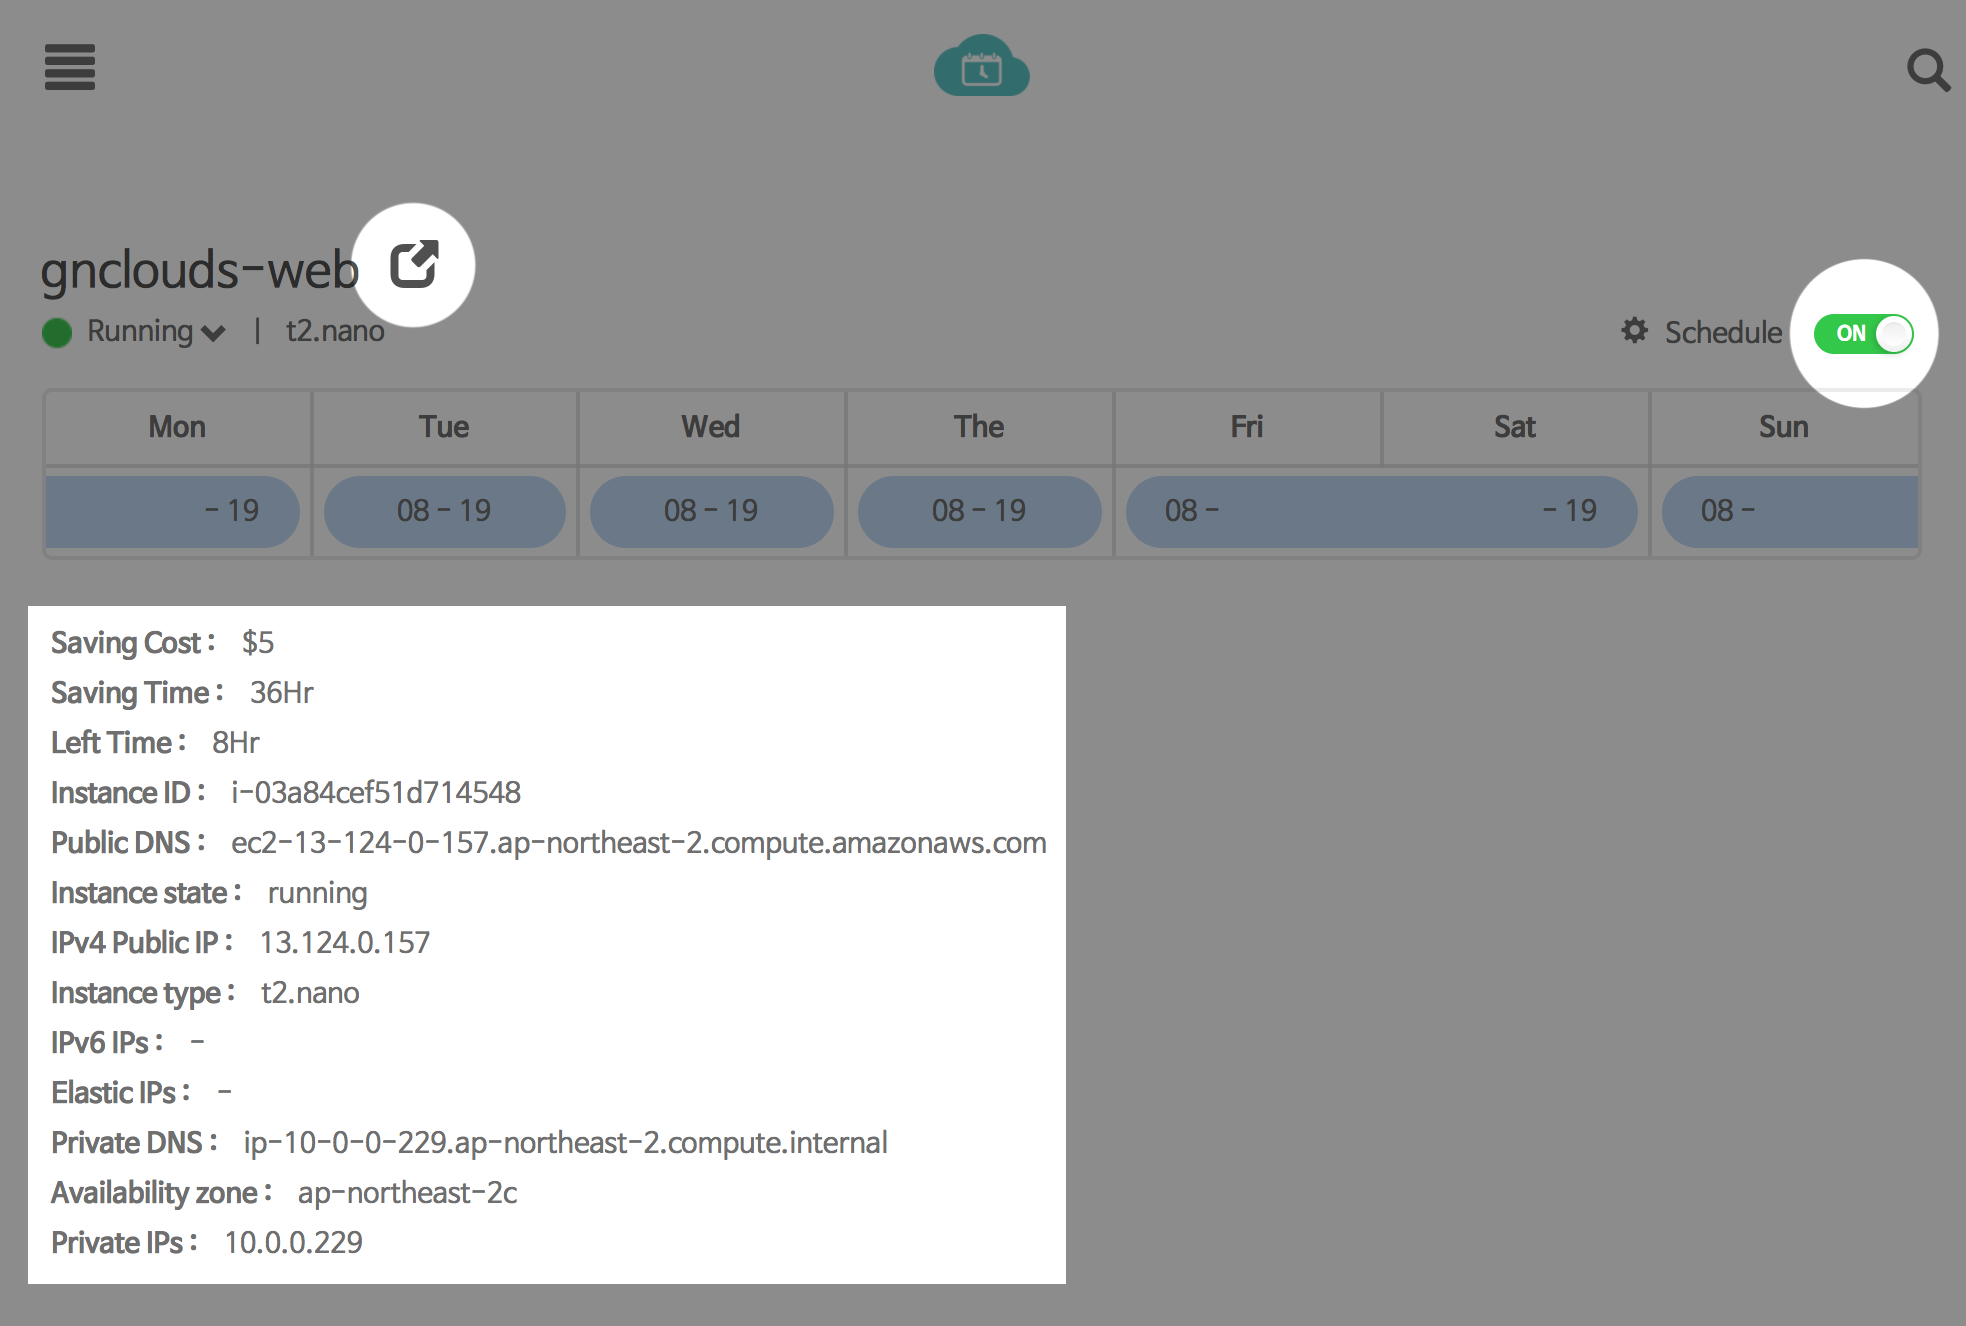 gnclouds-web
Running | t2.nano
Schedule ON
Mon Tue Wed The Fri Sat Sun
- 19 08 - 19 08 - 19 08 - 19 08 - - 19 08 -
Saving Cost : $5
Saving Time : 36Hr
Left Time : 8Hr
Instance ID : i-03a84cef51d714548
Public DNS : ec2-13-124-0-157.ap-northeast-2.compute.amazonaws.com
Instance state : running
IPv4 Public IP : 13.124.0.157
Instance type : t2.nano
IPv6 IPs : -
Elastic IPs : -
Private DNS : ip-10-0-0-229.ap-northeast-2.compute.internal
Availability zone : ap-northeast-2c
Private IPs : 10.0.0.229